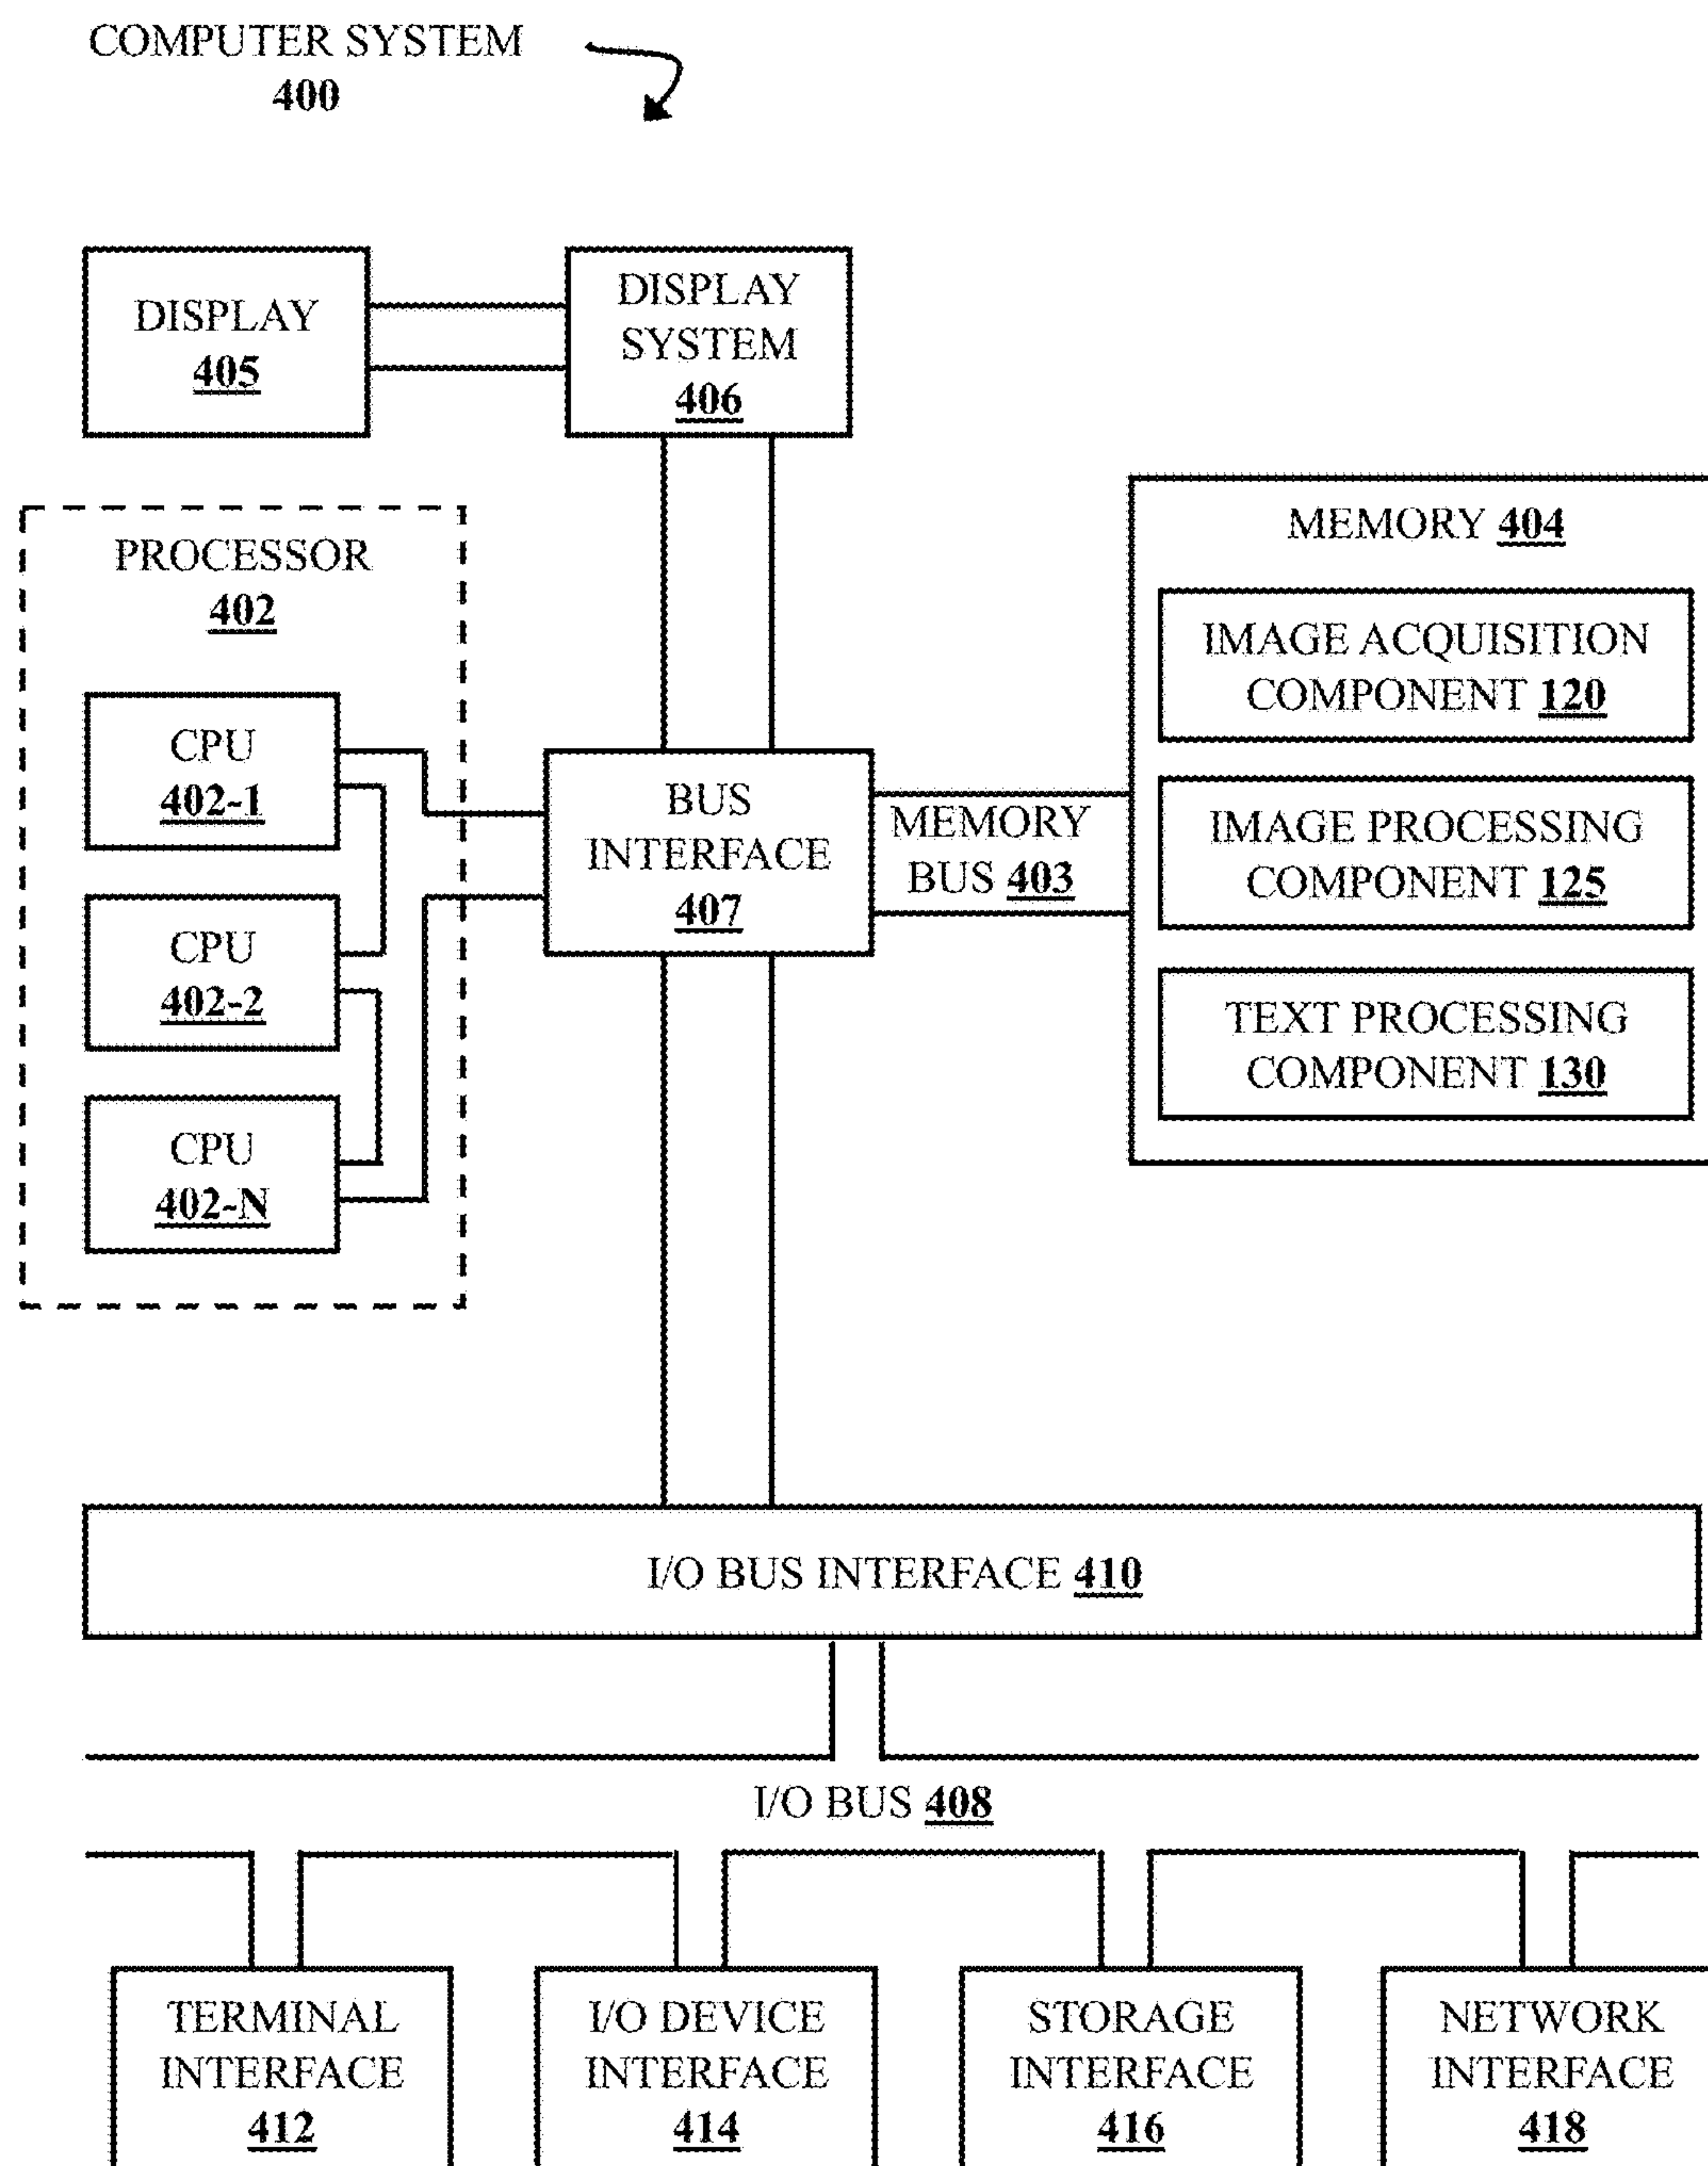 COMPUTER SYSTEM
400
DISPLAY
405
DISPLAY
SYSTEM
406
PROCESSOR
402
CPU
402-1
CPU
402-2
CPU
402-N
BUS
INTERFACE
407
MEMORY
BUS 403
MEMORY 404
IMAGE ACQUISITION
COMPONENT 120
IMAGE PROCESSING
COMPONENT 125
TEXT PROCESSING
COMPONENT 130
I/O BUS INTERFACE 410
I/O BUS 408
TERMINAL
INTERFACE
412
I/O DEVICE
INTERFACE
414
STORAGE
INTERFACE
416
NETWORK
INTERFACE
418